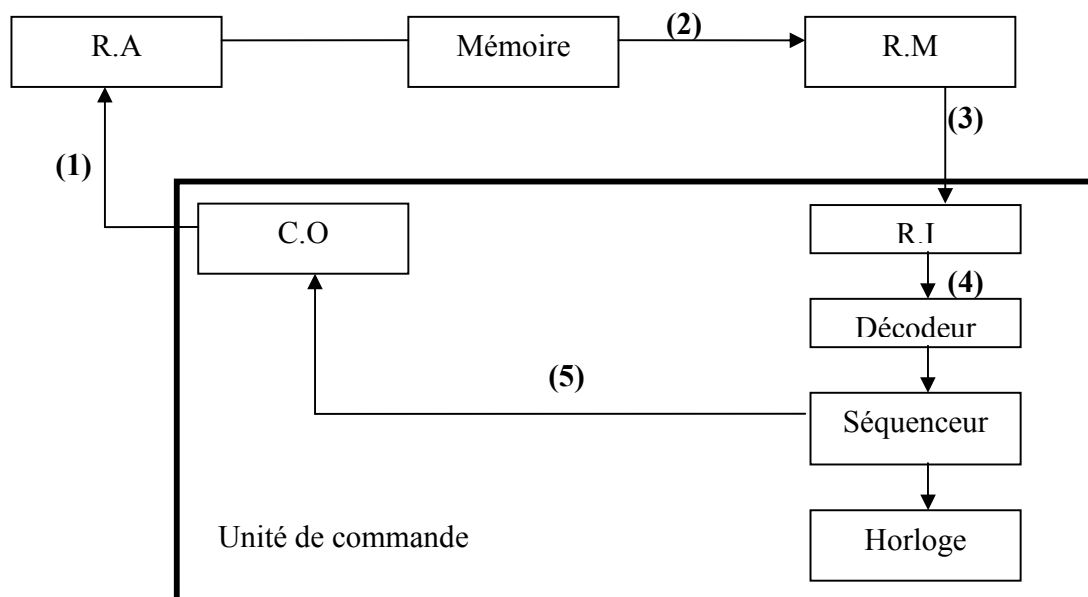 R.A
Mémoire
(2)
R.M
(3)
(1)
C.O
R.I
(4)
Décodeur
(5)
Séquenceur
Unité de commande
Horloge